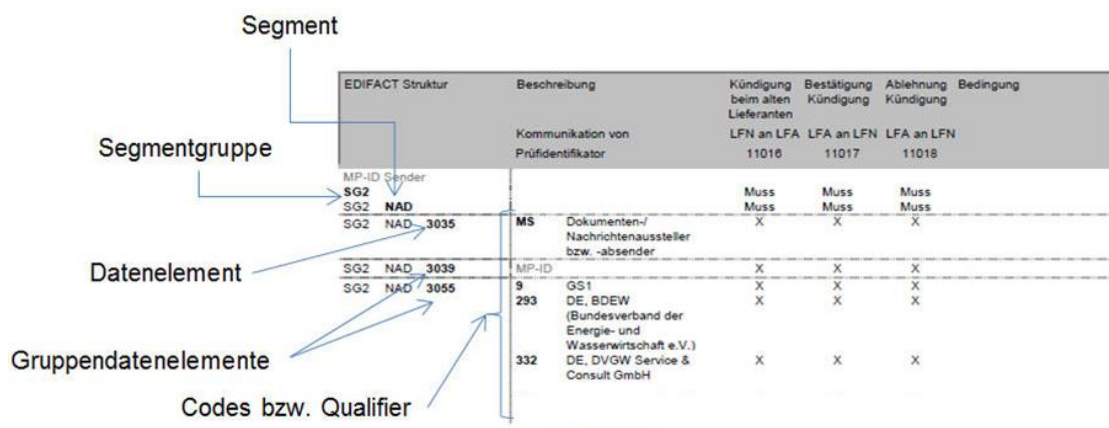 Segment
EDIFACT Struktur Beschreibung Kündigung Bestätigung Ablehnung Bedingung
beim alten Kündigung Kündigung
Lieferanten
Kommunikation von LFN an LFA LFA an LFN LFA an LFN
Prüfidentifikator 11016 11017 11018
Segmentgruppe
MP-ID Sender
SG2 Muss Muss Muss
SG2 NAD Muss Muss Muss
SG2 NAD 3035 MS Dokumenten-/ X X X
Nachrichtenaussteller
bzw. -absender
Datenelement
SG2 NAD 3039 MP-ID X X X
SG2 NAD 3055 9 GS1 X X X
293 DE, BDEW X X X
(Bundesverband der
Energie- und
Wasserwirtschaft e.V.)
Gruppendatenelemente
332 DE, DVGW Service & X X X
Consult GmbH
Codes bzw. Qualifier